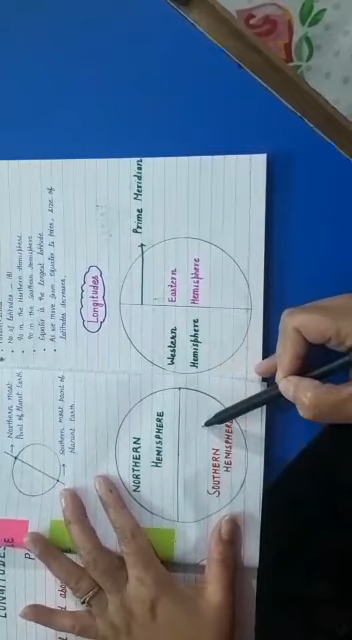 LONGITUDES
Northern most
Point of Planet Earth
Southern most point of
Planet Earth.
NORTHERN
HEMISPHERE
SOUTHERN
HEMISPHERE
No of latitudes - 181
90 in the Northern Hemisphere
90 in the Southern hemisphere
Equator is the longest latitude
As we move from equator to poles, size of
latitudes decreases.
Longitudes
Prime Meridian
Western
Hemisphere
Eastern
Hemisphere